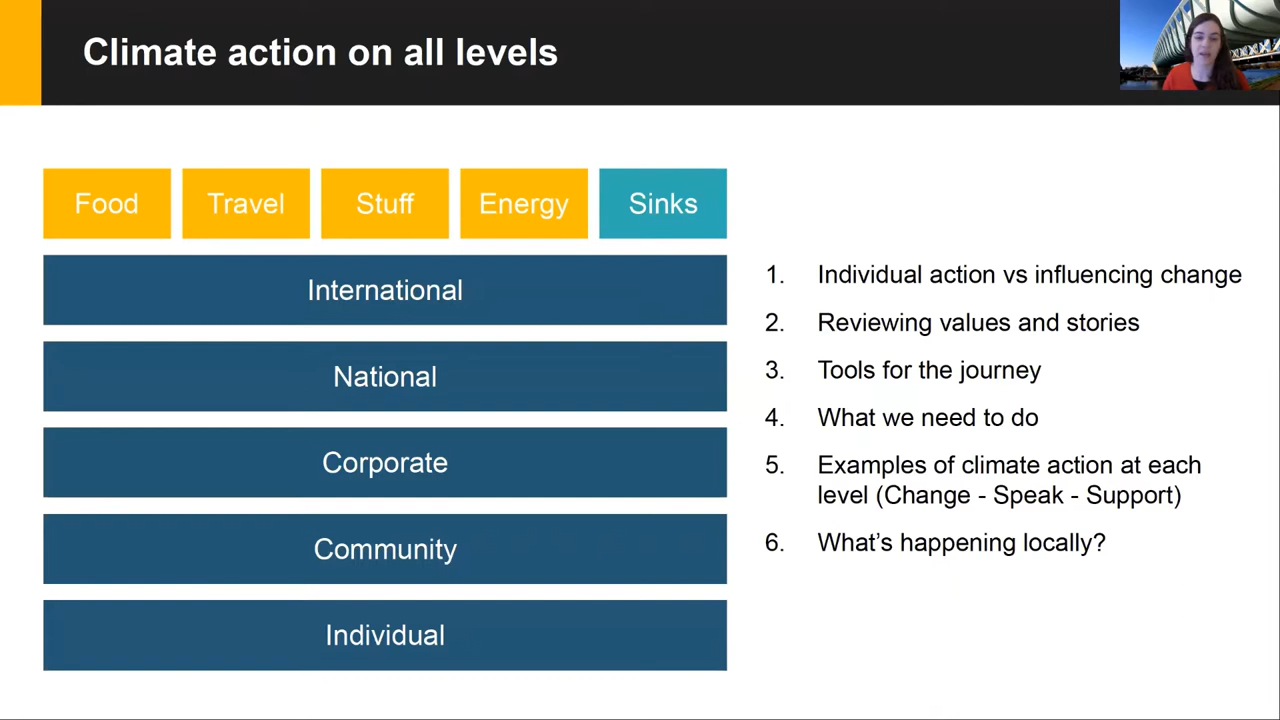 Climate action on all levels
Food
Travel
Stuff
Energy
Sinks
International
National
Corporate
Community
Individual
1. Individual action vs influencing change
2. Reviewing values and stories
3. Tools for the journey
4. What we need to do
5. Examples of climate action at each
level (Change - Speak - Support)
6. What’s happening locally?